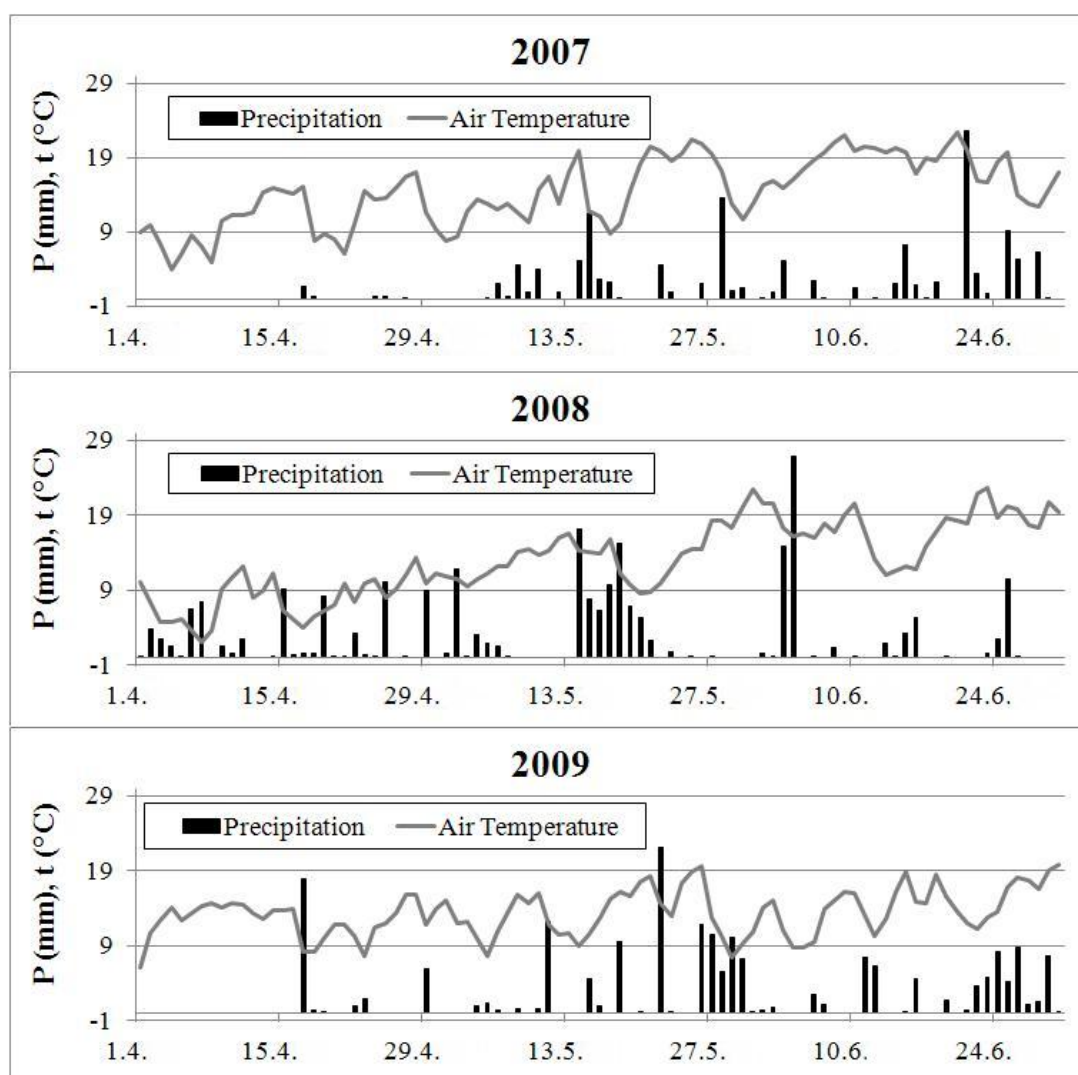 2007
P (mm), t (°C)
29
19
9
-1
Precipitation Air Temperature
1.4. 15.4. 29.4. 13.5. 27.5. 10.6. 24.6.
2008
P (mm), t (°C)
29
19
9
-1
Precipitation Air Temperature
1.4. 15.4. 29.4. 13.5. 27.5. 10.6. 24.6.
2009
P (mm), t (°C)
29
19
9
-1
Precipitation Air Temperature
1.4. 15.4. 29.4. 13.5. 27.5. 10.6. 24.6.